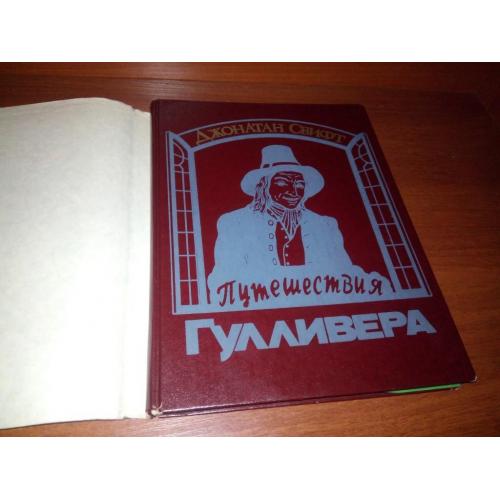 Джонатан Свифт
Путешествия
Гулливера